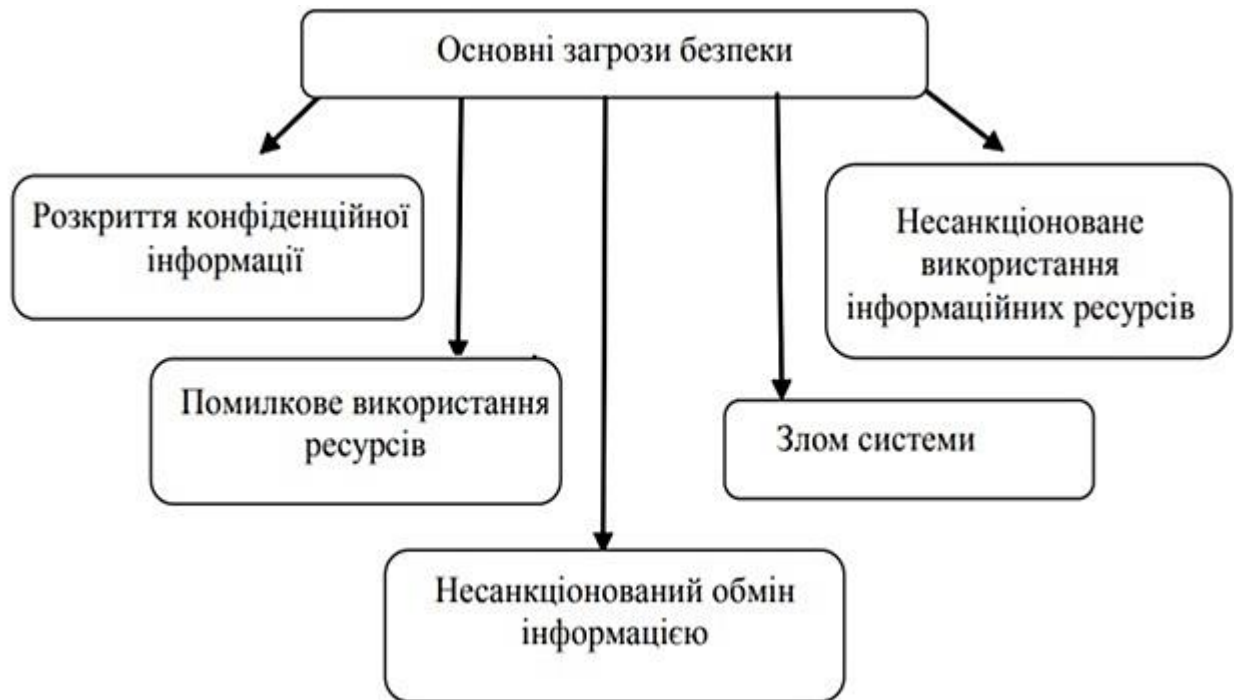 Основні загрози безпеки
Розкриття конфіденційної
інформації
Несанкціоноване
використання
інформаційних ресурсів
Помилкове використання
ресурсів
Злом системи
Несанкціонований обмін
інформацією